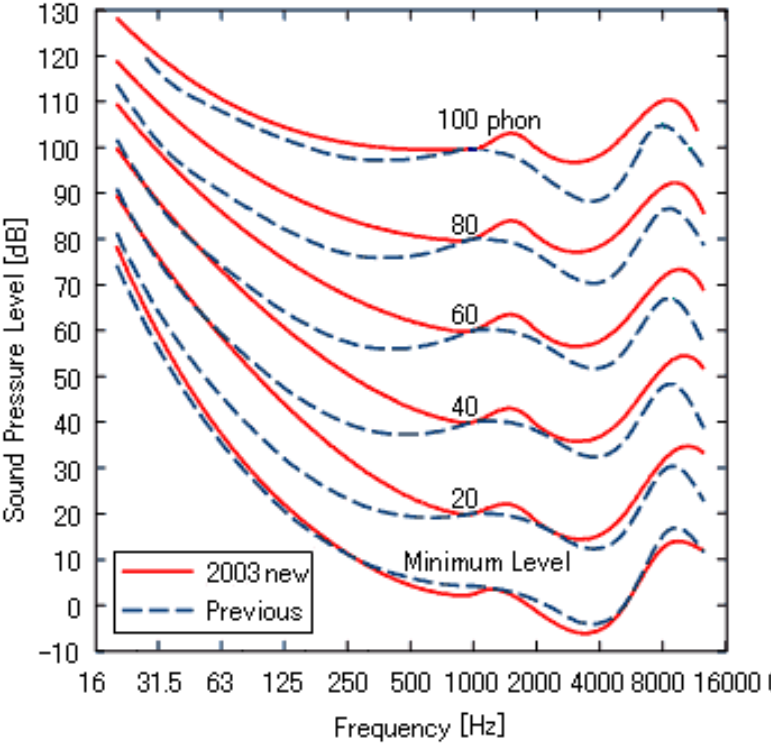 130
120
110
100
90
80
70
60
50
40
30
20
10
0
-10
Sound Pressure Level [dB]
100 phon
80
60
40
20
Minimum Level
2003 new
Previous
16 31.5 63 125 250 500 1000 2000 4000 8000 16000
Frequency [Hz]